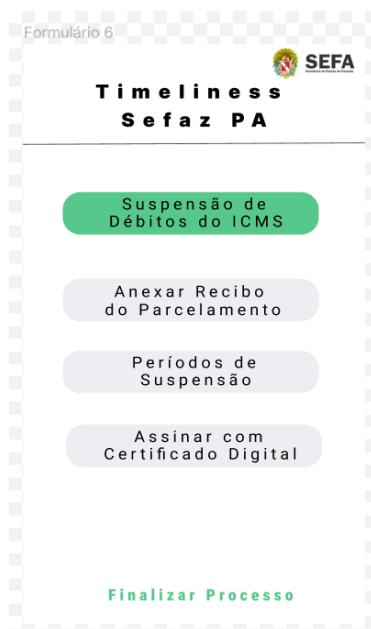 Formulário 6
SEFA
Timeliness
Sefaz PA
Suspensão de
Débitos do ICMS
Anexar Recibo
do Parcelamento
Períodos de
Suspensão
Assinar com
Certificado Digital
Finalizar Processo